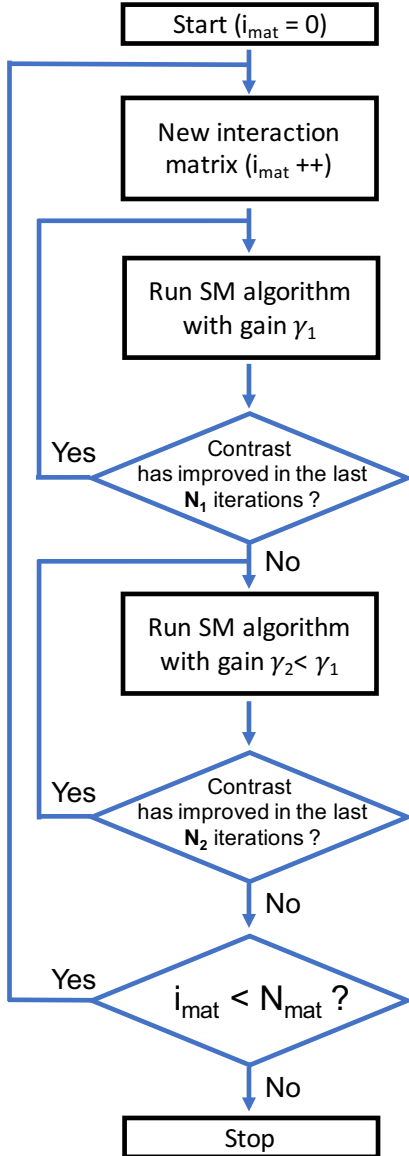 Start (i_mat = 0)
New interaction
matrix (i_mat ++)
Run SM algorithm
with gain γ₁
Yes
Contrast
has improved in the last
N₁ iterations ?
No
Run SM algorithm
with gain γ₂< γ₁
Yes
Contrast
has improved in the last
N₂ iterations ?
No
Yes
i_mat < N_mat ?
No
Stop